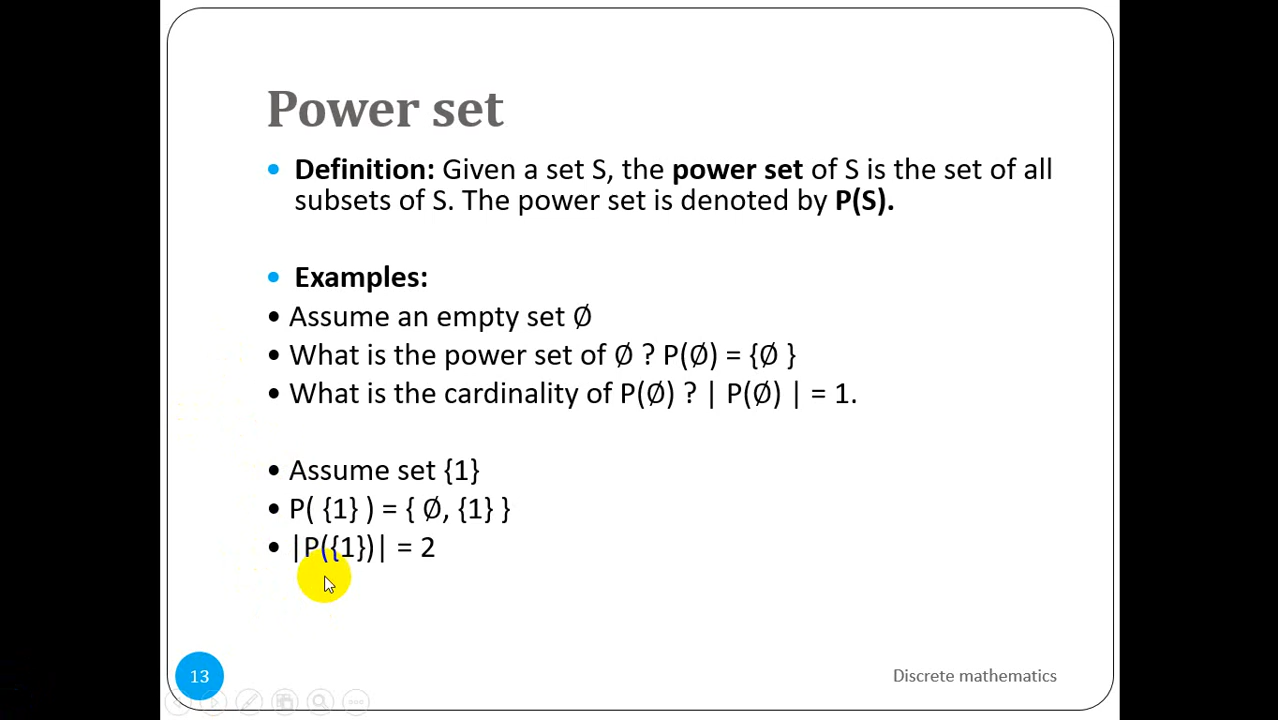 Power set
• Definition: Given a set S, the power set of S is the set of all
subsets of S. The power set is denoted by P(S).
• Examples:
• Assume an empty set Ø
• What is the power set of Ø ? P(Ø) = {Ø }
• What is the cardinality of P(Ø) ? | P(Ø) | = 1.
• Assume set {1}
• P( {1} ) = { Ø, {1} }
• |P({1})| = 2
13
Discrete mathematics